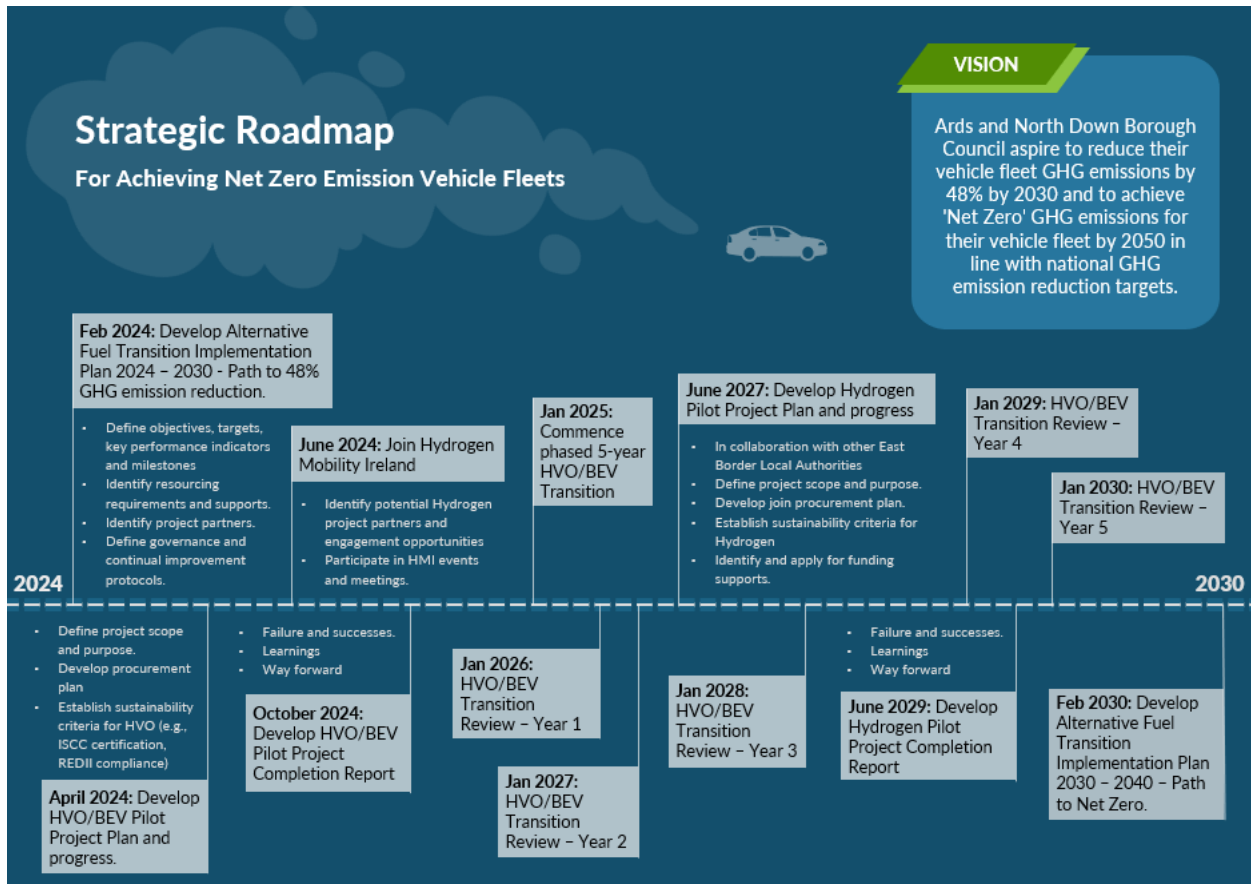 Strategic Roadmap
For Achieving Net Zero Emission Vehicle Fleets
VISION
Ards and North Down Borough
Council aspire to reduce their
vehicle fleet GHG emissions by
48% by 2030 and to achieve
'Net Zero' GHG emissions for
their vehicle fleet by 2050 in
line with national GHG
emission reduction targets.
Feb 2024: Develop Alternative
Fuel Transition Implementation
Plan 2024 – 2030 - Path to 48%
GHG emission reduction.
• Define objectives, targets,
key performance indicators
and milestones
• Identify resourcing
requirements and supports.
• Identify project partners.
• Define governance and
continual improvement
protocols.
June 2024: Join Hydrogen
Mobility Ireland
• Identify potential Hydrogen
project partners and
engagement opportunities
• Participate in HMI events
and meetings.
Jan 2025:
Commence
phased 5-year
HVO/BEV
Transition
June 2027: Develop Hydrogen
Pilot Project Plan and progress
• In collaboration with other East
Border Local Authorities
• Define project scope and purpose.
• Develop join procurement plan.
• Establish sustainability criteria for
Hydrogen
• Identify and apply for funding
supports.
Jan 2029: HVO/BEV
Transition Review –
Year 4
Jan 2030: HVO/BEV
Transition Review –
Year 5
2024
2030
• Define project scope
and purpose.
• Develop procurement
plan
• Establish sustainability
criteria for HVO (e.g.,
ISCC certification,
REDII compliance)
April 2024: Develop
HVO/BEV Pilot
Project Plan and
progress.
• Failure and successes.
• Learnings
• Way forward
October 2024:
Develop HVO/BEV
Pilot Project
Completion Report
Jan 2026:
HVO/BEV
Transition
Review – Year 1
Jan 2027:
HVO/BEV
Transition
Review – Year 2
Jan 2028:
HVO/BEV
Transition
Review – Year 3
• Failure and successes.
• Learnings
• Way forward
June 2029: Develop
Hydrogen Pilot
Project Completion
Report
Feb 2030: Develop
Alternative Fuel
Transition
Implementation Plan
2030 – 2040 – Path
to Net Zero.